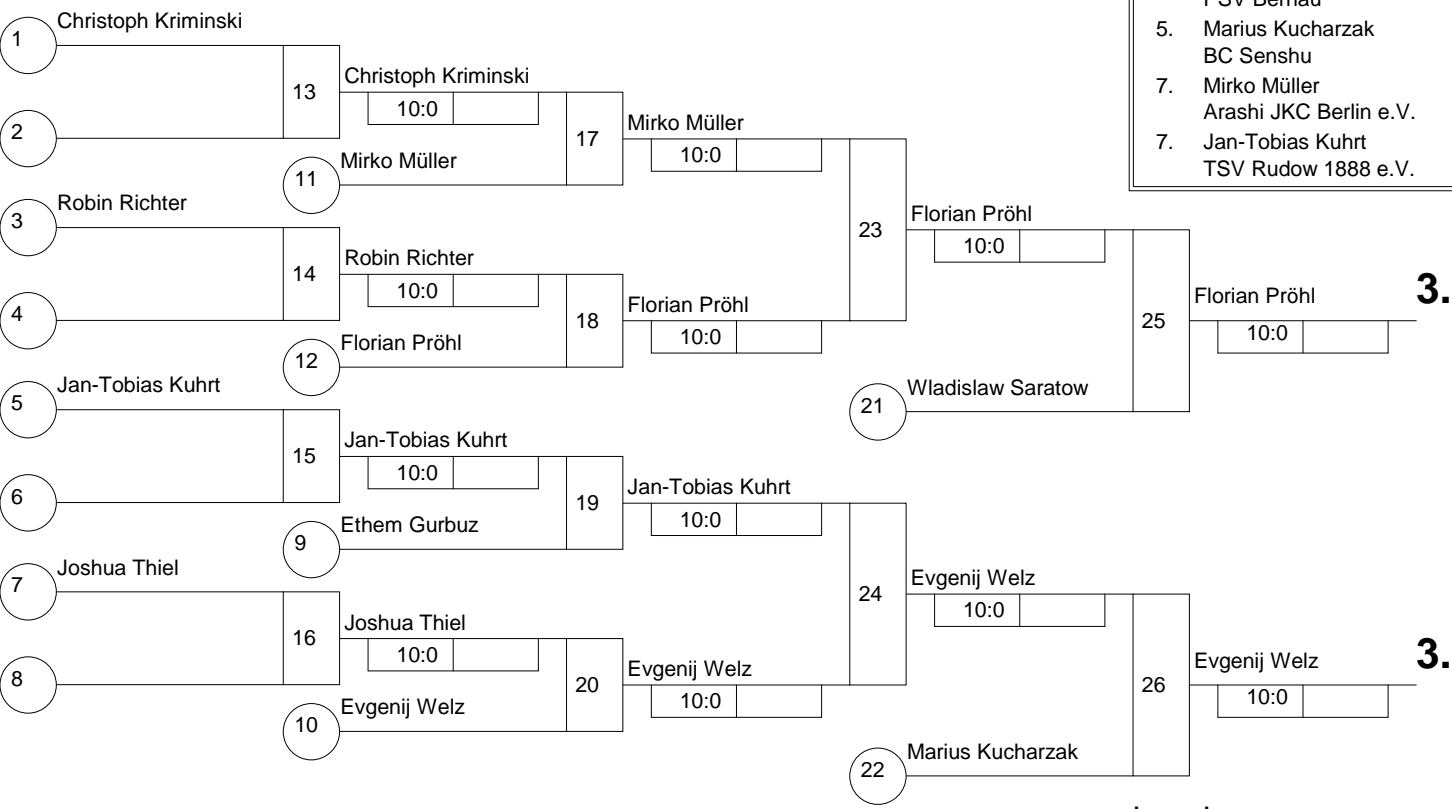 PSV Bernau
5. Marius Kucharzak
BC Senshu
7. Mirko Müller
Arashi JKC Berlin e.V.
7. Jan-Tobias Kuhrt
TSV Rudow 1888 e.V.
1 Christoph Kriminski
13
Christoph Kriminski
10:0
2
17
Mirko Müller
10:0
11 Mirko Müller
3 Robin Richter
23
Florian Pröhl
10:0
14
Robin Richter
10:0
4
18
Florian Pröhl
10:0
12 Florian Pröhl
25
Florian Pröhl
10:0
3.
5 Jan-Tobias Kuhrt
21 Wladislaw Saratow
15
Jan-Tobias Kuhrt
10:0
6
19
Jan-Tobias Kuhrt
10:0
9 Ethem Gurbuz
7 Joshua Thiel
24
Evgenij Welz
10:0
16
Joshua Thiel
10:0
8
20
Evgenij Welz
10:0
10 Evgenij Welz
26
Evgenij Welz
10:0
3.
22 Marius Kucharzak